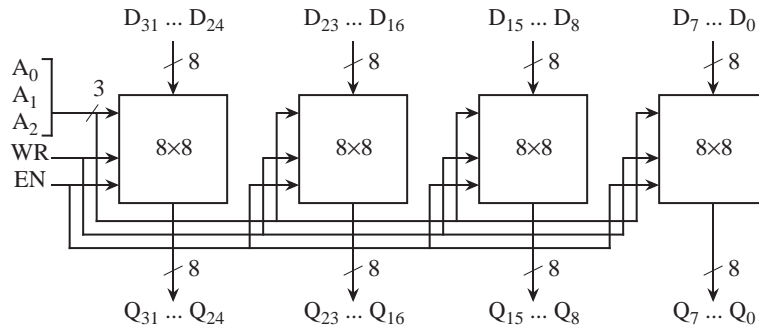 D31 ... D24 D23 ... D16 D15 ... D8 D7 ... D0
8 8 8 8
A0
A1
A2
3
8×8 8×8 8×8 8×8
WR
EN
8 8 8 8
Q31 ... Q24 Q23 ... Q16 Q15 ... Q8 Q7 ... Q0